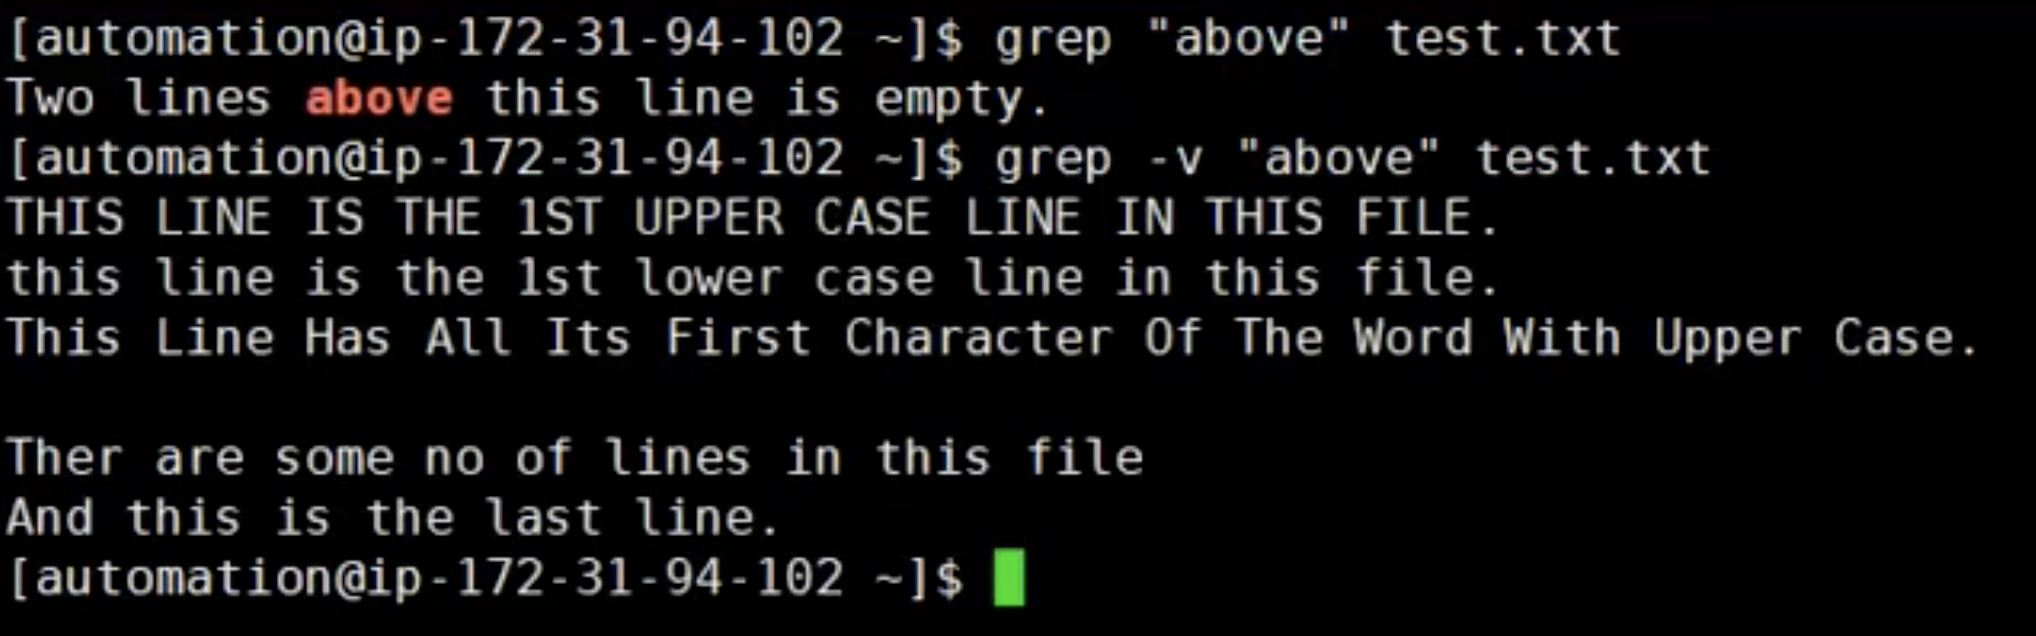 [automation@ip-172-31-94-102 ~]$ grep "above" test.txt
Two lines above this line is empty.
[automation@ip-172-31-94-102 ~]$ grep -v "above" test.txt
THIS LINE IS THE 1ST UPPER CASE LINE IN THIS FILE.
this line is the 1st lower case line in this file.
This Line Has All Its First Character Of The Word With Upper Case.

Ther are some no of lines in this file
And this is the last line.
[automation@ip-172-31-94-102 ~]$